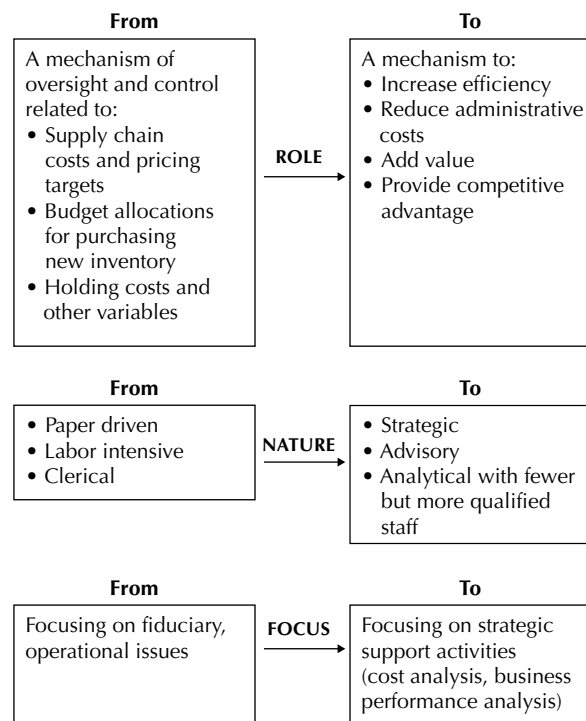 From
A mechanism of
oversight and control
related to:
• Supply chain
costs and pricing
targets
• Budget allocations
for purchasing
new inventory
• Holding costs and
other variables
ROLE
To
A mechanism to:
• Increase efficiency
• Reduce administrative
costs
• Add value
• Provide competitive
advantage
From
• Paper driven
• Labor intensive
• Clerical
NATURE
To
• Strategic
• Advisory
• Analytical with fewer
but more qualified
staff
From
Focusing on fiduciary,
operational issues
FOCUS
To
Focusing on strategic
support activities
(cost analysis, business
performance analysis)